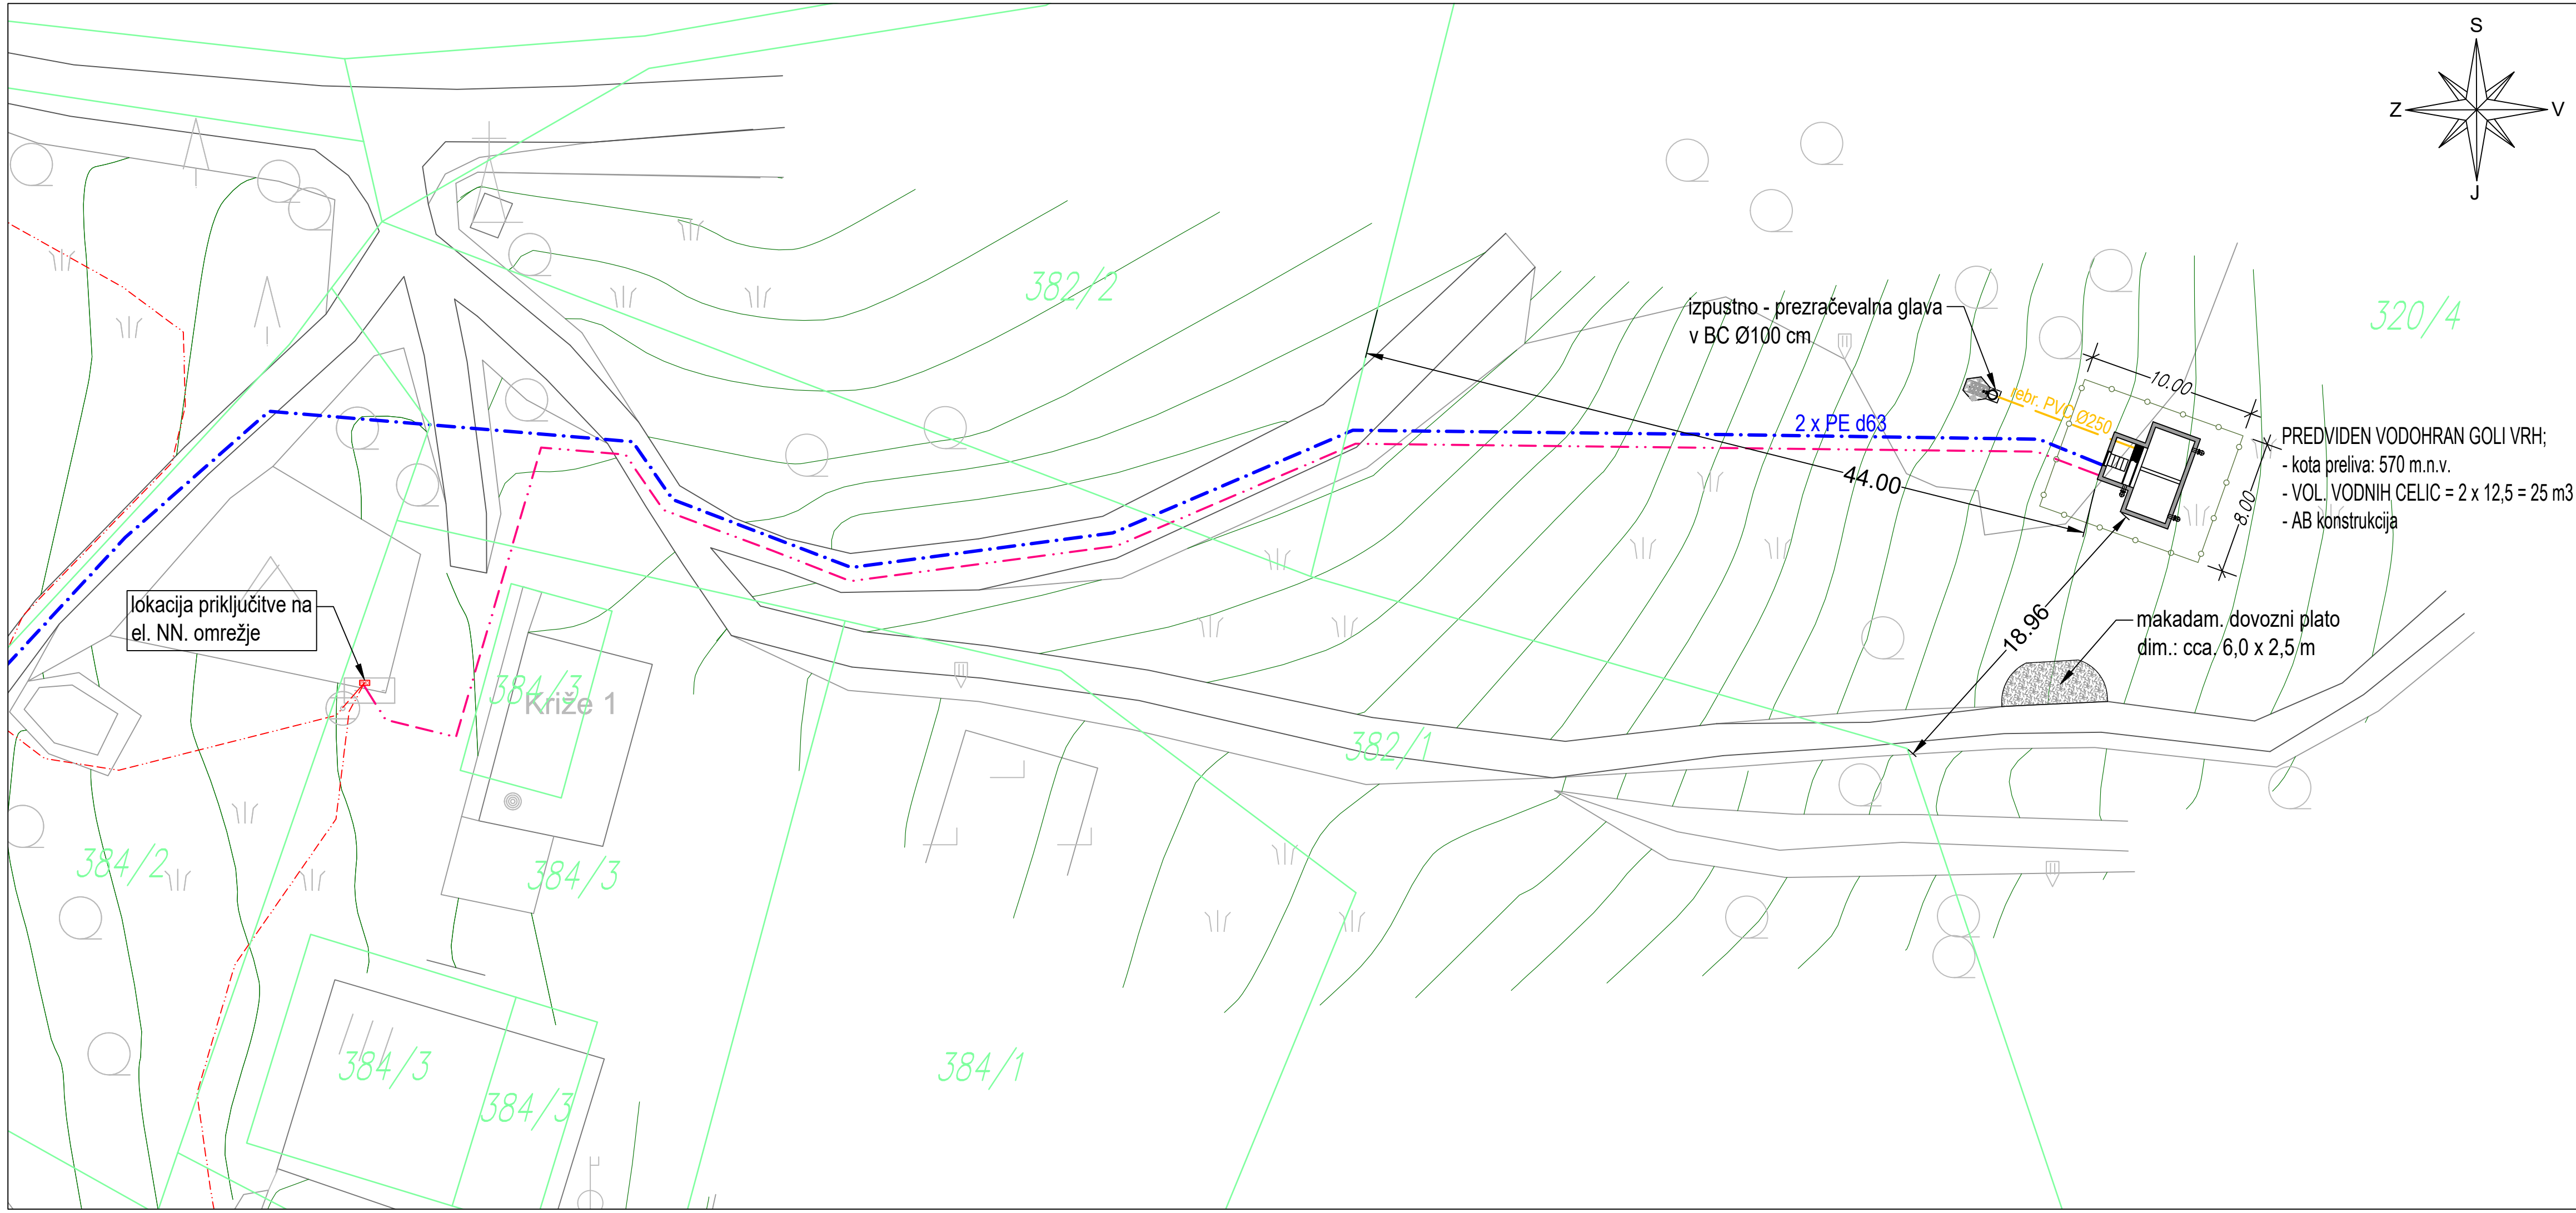 S
Z
V
J
382/2
320/4
izpustno - prezračevalna glava
v BC Ø100 cm
rebr. PVC Ø250
10.00
8.00
2 x PE d63
44.00
PREDVIDEN VODOHRAN GOLI VRH;
- kota preliva: 570 m.n.v.
- VOL. VODNIH CELIC = 2 x 12,5 = 25 m3
- AB konstrukcija
18.96
makadam. dovozni plato
dim.: cca. 6,0 x 2,5 m
lokacija priključitve na
el. NN. omrežje
384/3
Križe 1
382/1
384/2
384/3
384/3
384/3
384/1